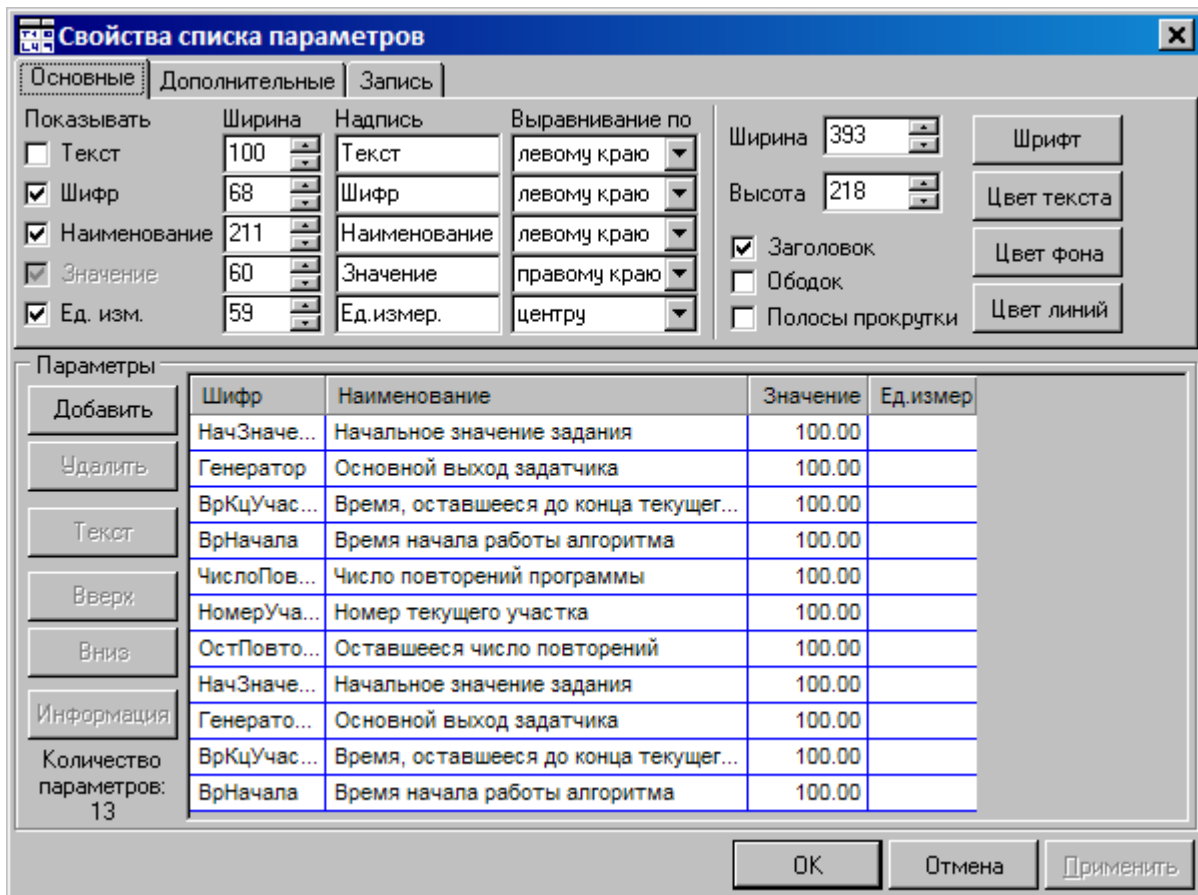 Свойства списка параметров
Основные Дополнительные Запись
Показывать Ширина Надпись Выравнивание по
Текст 100 Текст левому краю
Шифр 68 Шифр левому краю
Наименование 211 Наименование левому краю
Значение 60 Значение правому краю
Ед. изм. 59 Ед.измер. центру
Ширина 393
Высота 218
Заголовок
Ободок
Полосы прокрутки
Шрифт
Цвет текста
Цвет фона
Цвет линий
Параметры
Добавить
Удалить
Текст
Вверх
Вниз
Информация
Количество
параметров:
13
Шифр Наименование Значение Ед.измер
НачЗначе... Начальное значение задания 100.00
Генератор Основной выход задатчика 100.00
ВрКцУчас... Время, оставшееся до конца текущег... 100.00
ВрНачала Время начала работы алгоритма 100.00
ЧислоПов... Число повторений программы 100.00
НомерУча... Номер текущего участка 100.00
ОстПовто... Оставшееся число повторений 100.00
НачЗначе... Начальное значение задания 100.00
Генерато... Основной выход задатчика 100.00
ВрКцУчас... Время, оставшееся до конца текущег... 100.00
ВрНачала Время начала работы алгоритма 100.00
OK Отмена Применить